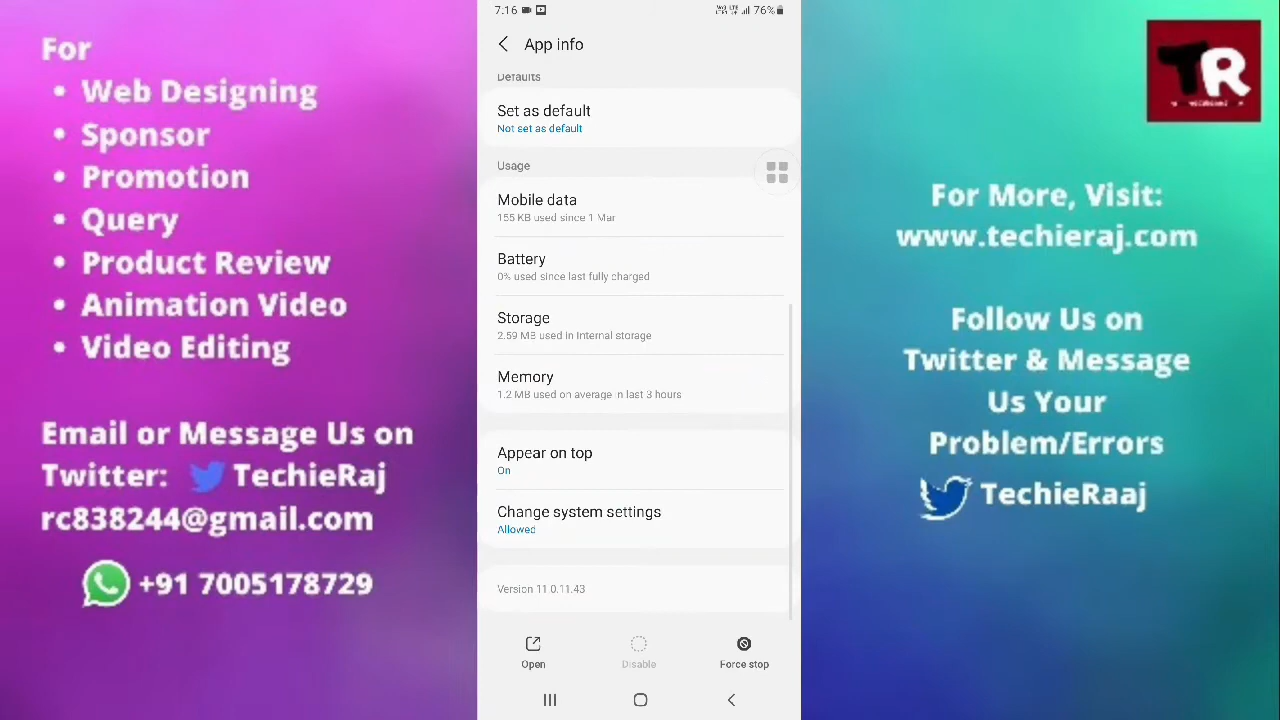 For
• Web Designing
• Sponsor
• Promotion
• Query
• Product Review
• Animation Video
• Video Editing
Email or Message Us on
Twitter: TechieRaj
rc838244@gmail.com
+91 7005178729
7:16
76%
App info
Defaults
Set as default
Not set as default
Usage
Mobile data
155 KB used since 1 Mar
Battery
0% used since last fully charged
Storage
2.59 MB used in Internal storage
Memory
1.2 MB used on average in last 3 hours
Appear on top
On
Change system settings
Allowed
Version 11.0.11.43
Open
Disable
Force stop
TR
For More, Visit:
www.techieraj.com
Follow Us on
Twitter & Message
Us Your
Problem/Errors
TechieRaaj